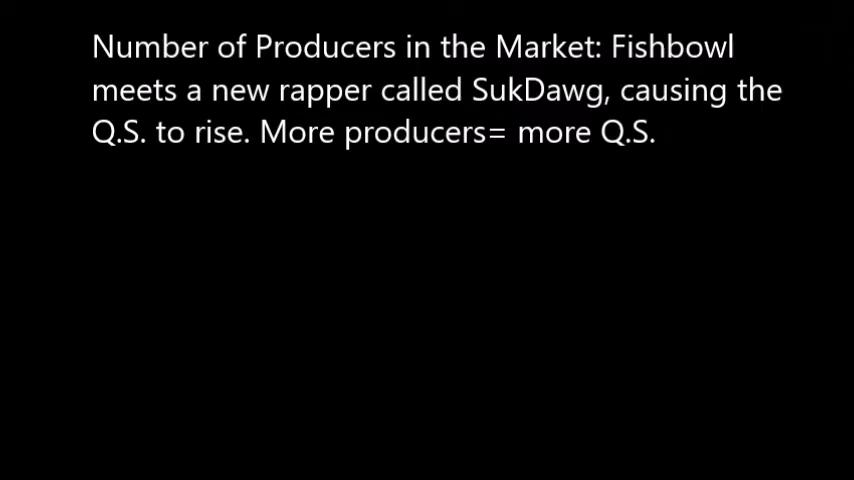 Number of Producers in the Market: Fishbowl
meets a new rapper called SukDawg, causing the
Q.S. to rise. More producers= more Q.S.